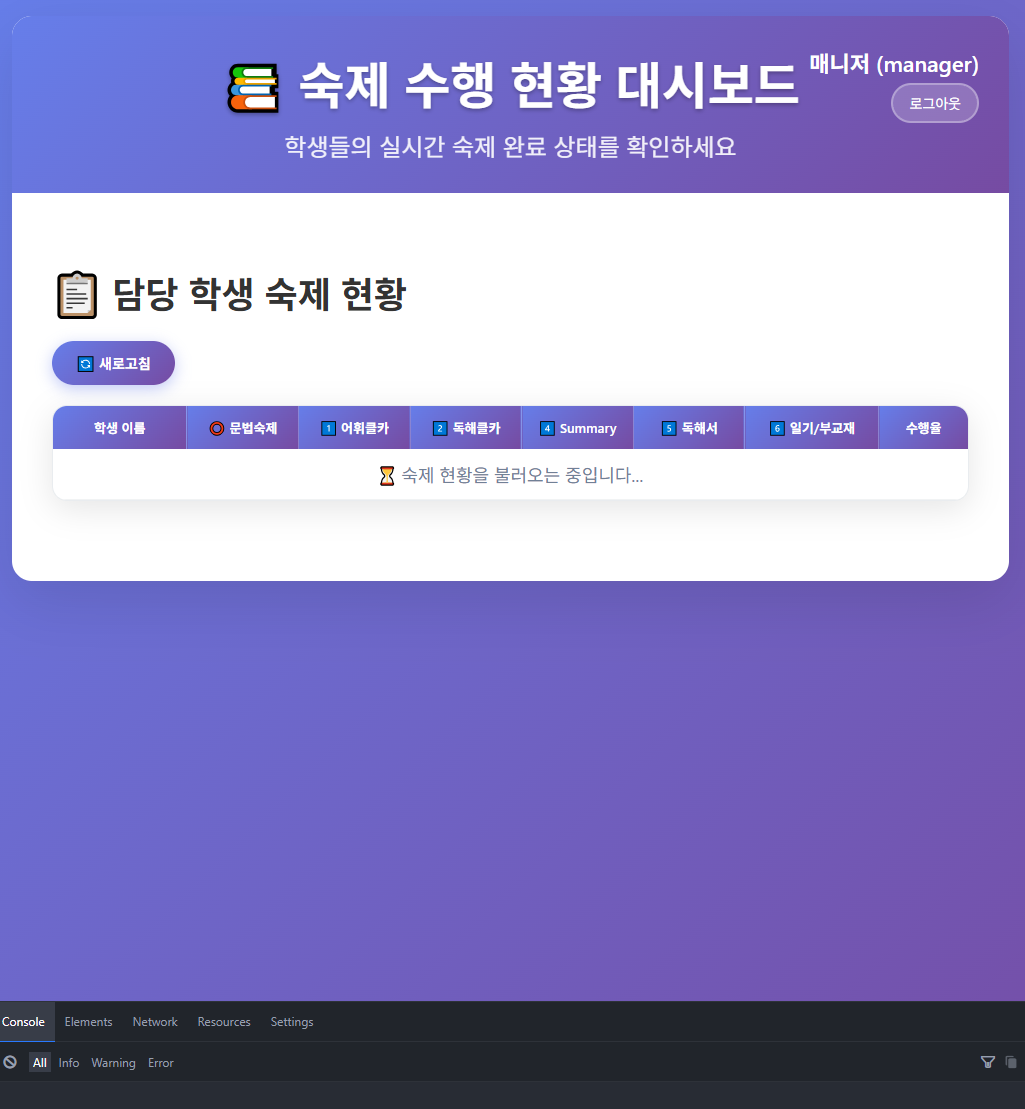 📚 숙제 수행 현황 대시보드
매니저 (manager)
로그아웃
학생들의 실시간 숙제 완료 상태를 확인하세요
📋 담당 학생 숙제 현황
🔄 새로고침
학생 이름 ⭕ 문법숙제 1️⃣ 어휘클카 2️⃣ 독해클카 4️⃣ Summary 5️⃣ 독해서 6️⃣ 일기/부교재 수행율
⏳ 숙제 현황을 불러오는 중입니다...
Console Elements Network Resources Settings
All Info Warning Error